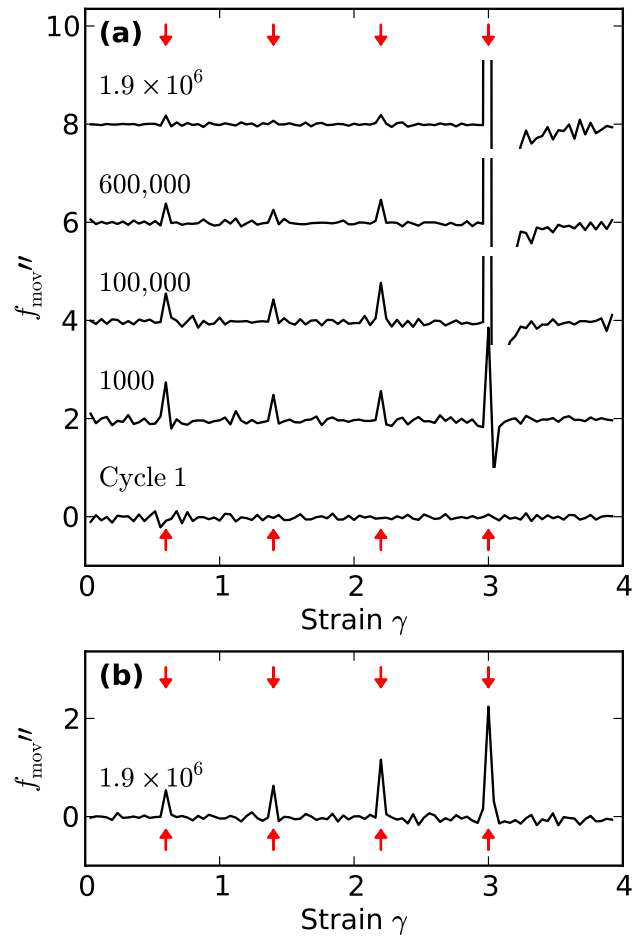 (a)
10
1.9 × 10⁶
8
600,000
6
100,000
4
1000
2
Cycle 1
0
f_mov″
0 1 2 3 4
Strain γ
(b)
2
1.9 × 10⁶
0
f_mov″
0 1 2 3 4
Strain γ